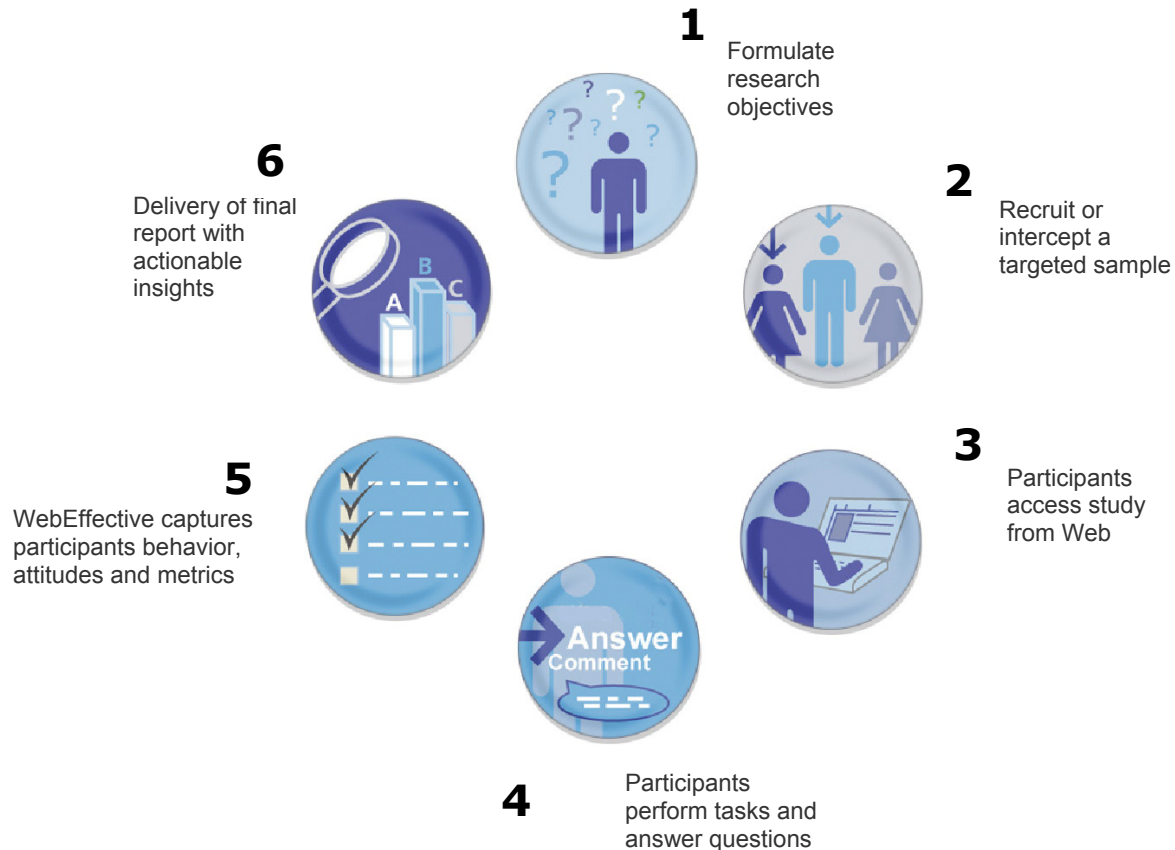 1
Formulate
research
objectives
? ? ? ?
? ? ? ?
?
2
Recruit or
intercept a
targeted sample
3
Participants
access study
from Web
4
Participants
perform tasks and
answer questions
Answer
Comment
5
WebEffective captures
participants behavior,
attitudes and metrics
6
Delivery of final
report with
actionable
insights
A B C